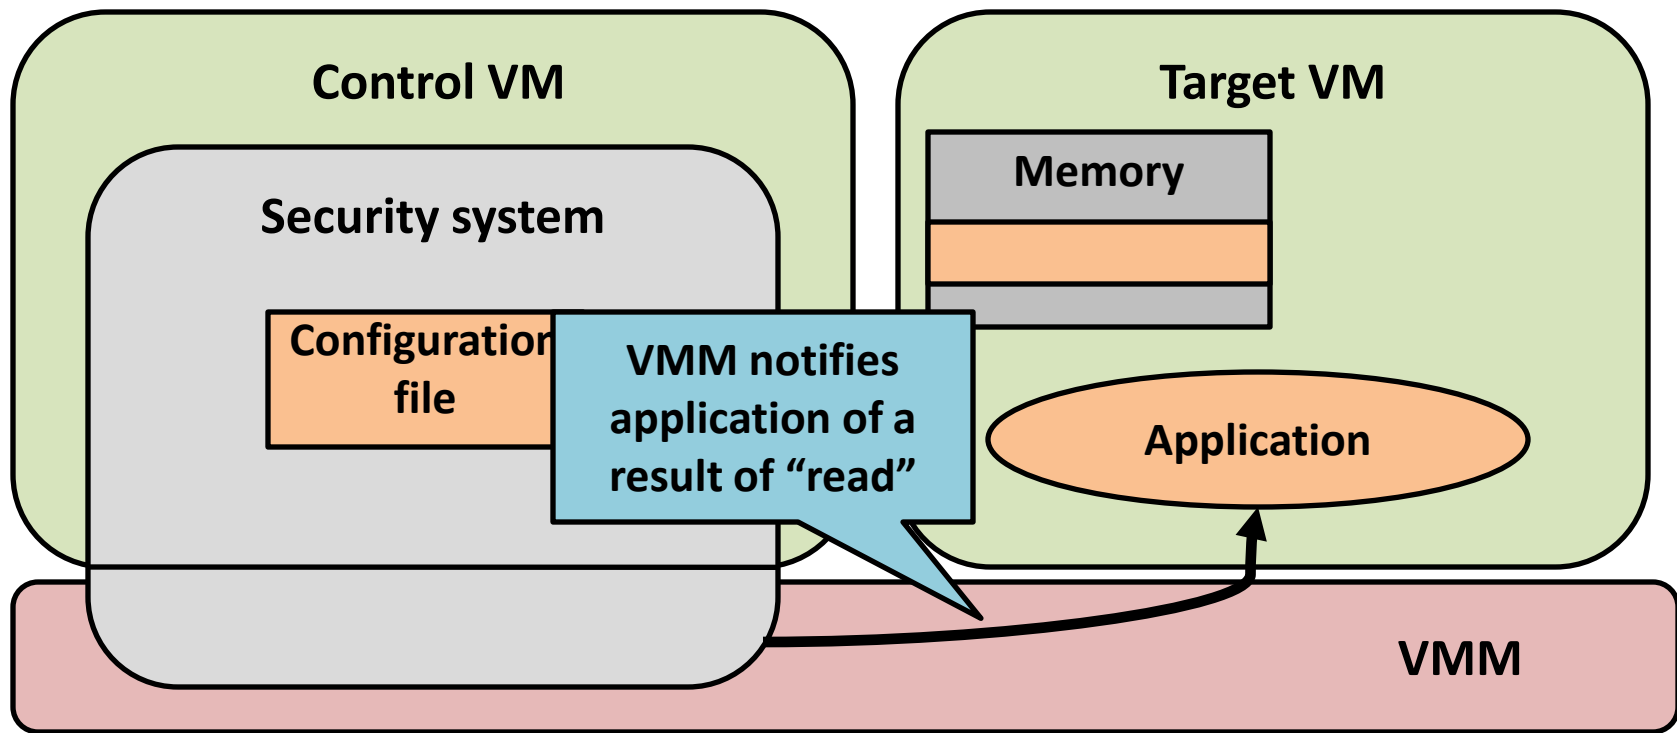 Control VM
Target VM
Memory
Security system
Configuration
file
VMM notifies
application of a
result of “read”
Application
VMM